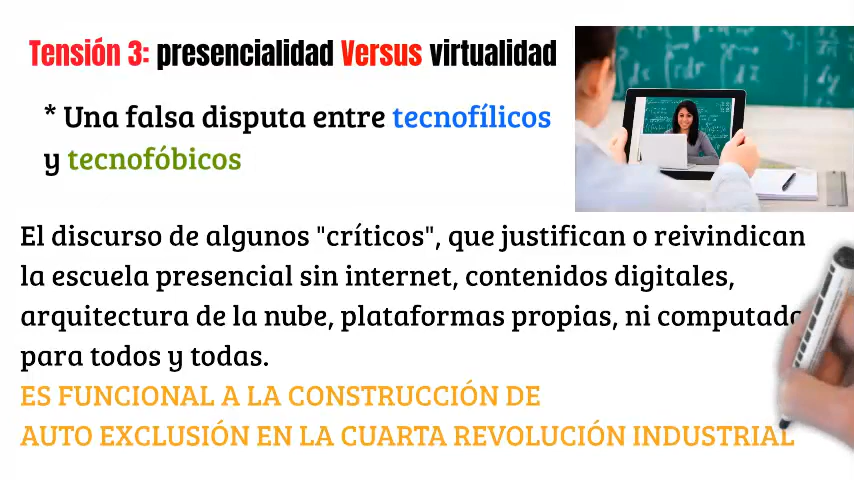 Tensión 3: presencialidad Versus virtualidad
* Una falsa disputa entre tecnofílicos
y tecnofóbicos
El discurso de algunos "críticos", que justifican o reivindican
la escuela presencial sin internet, contenidos digitales,
arquitectura de la nube, plataformas propias, ni
para todos y todas.
ES FUNCIONAL A LA CONSTRUCCIÓN DE
AUTO EXCLUSIÓN EN LA CUARTA REVOLUCIÓN INDUSTRIAL